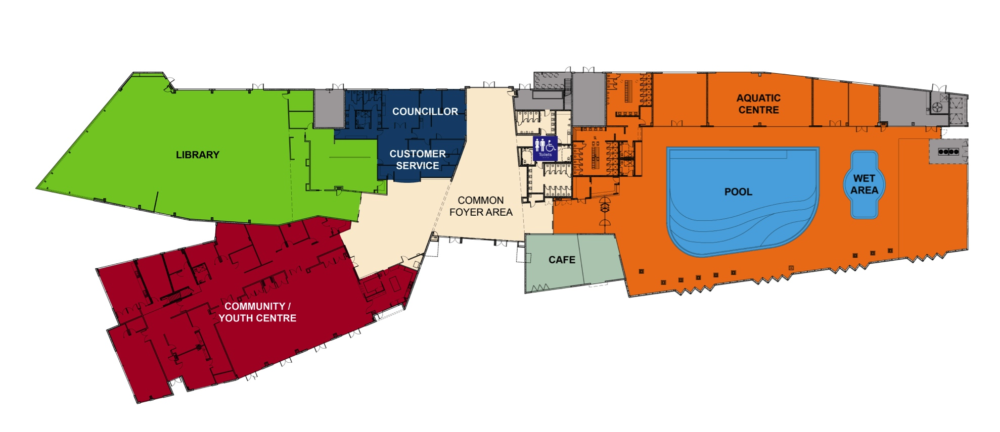 COUNCILLOR
AQUATIC
CENTRE
LIBRARY
CUSTOMER
SERVICE
Toilets
POOL
WET
AREA
COMMON
FOYER AREA
CAFE
COMMUNITY /
YOUTH CENTRE